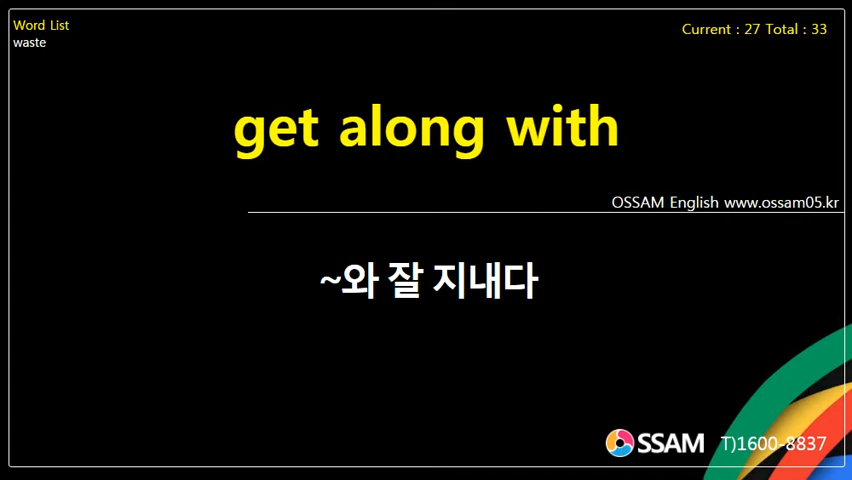 Word List
waste
Current : 27 Total : 33
get along with
OSSAM English www.ossam05.kr
~와 잘 지내다
OSSAM T)1600-8837